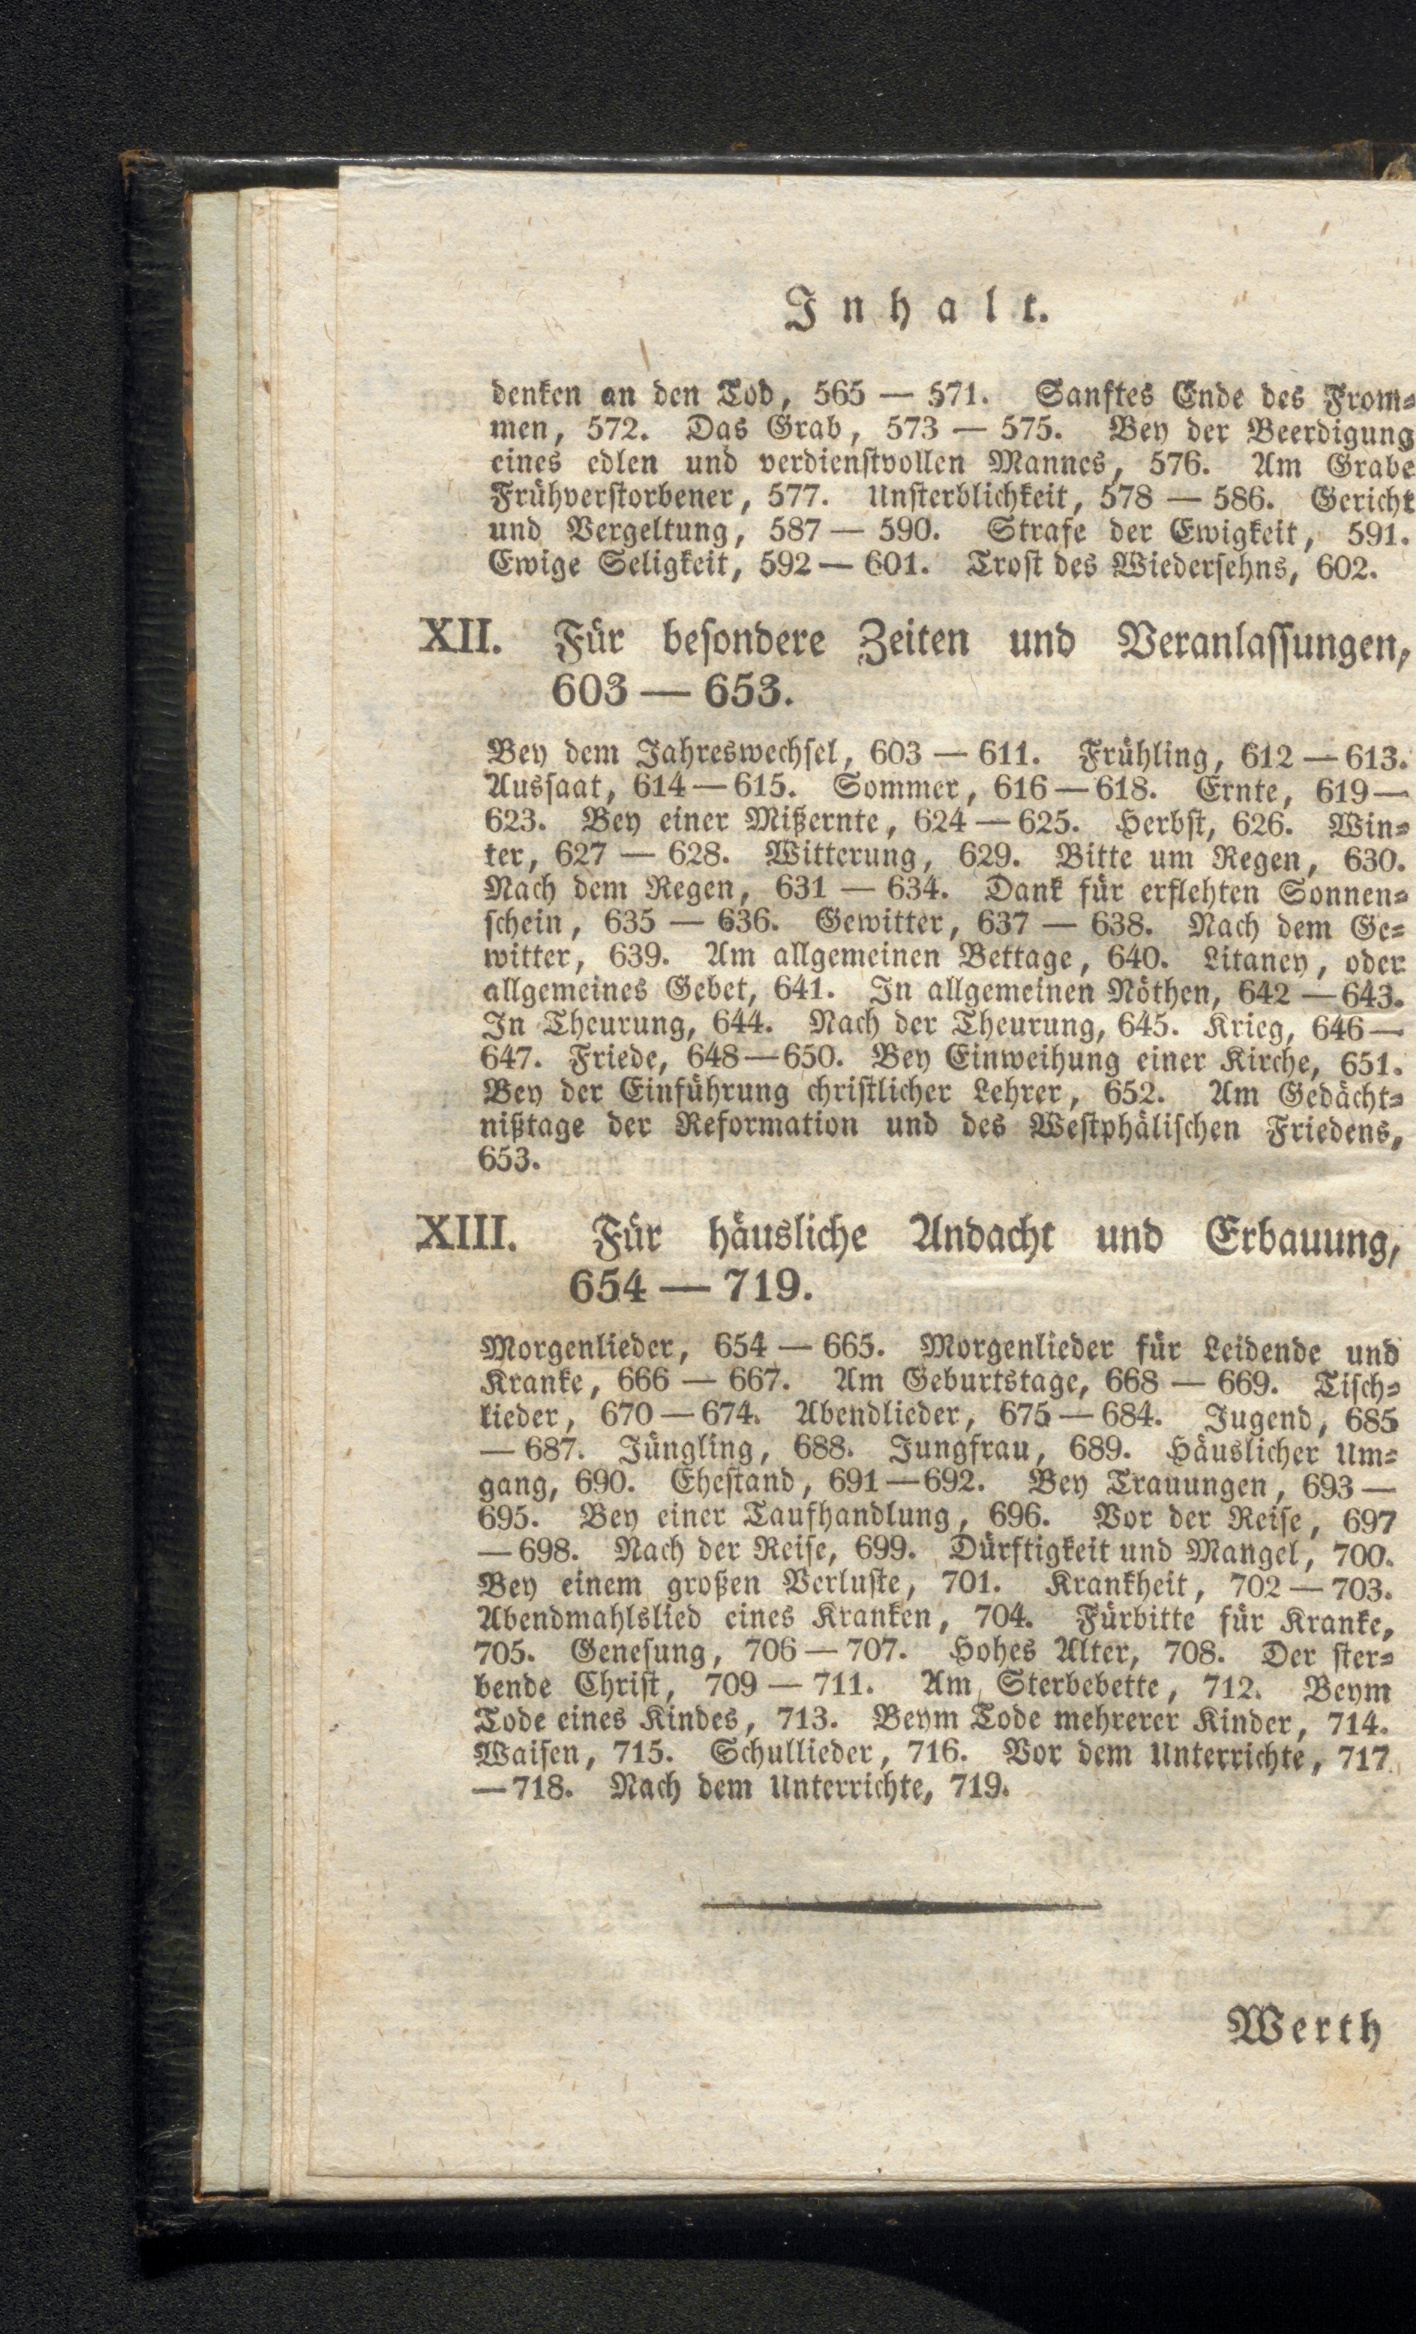 Inhalt.
denken an den Tod, 565 — 571. Sanftes Ende des From-
men, 572. Das Grab, 573 — 575. Bey der Beerdigung
eines edlen und verdienstvollen Mannes, 576. Am Grabe
Frühverstorbener, 577. Unsterblichkeit, 578 — 586. Gericht
und Vergeltung, 587 — 590. Strafe der Ewigkeit, 591.
Ewige Seligkeit, 592 — 601. Trost des Wiedersehns, 602.
XII. Für besondere Zeiten und Veranlassungen,
603 — 653.
Bey dem Jahreswechsel, 603 — 611. Frühling, 612 — 613.
Aussaat, 614 — 615. Sommer, 616 — 618. Ernte, 619 —
623. Bey einer Mißernte, 624 — 625. Herbst, 626. Win-
ter, 627 — 628. Witterung, 629. Bitte um Regen, 630.
Nach dem Regen, 631 — 634. Dank für erflehten Sonnen-
schein, 635 — 636. Gewitter, 637 — 638. Nach dem Ge-
witter, 639. Am allgemeinen Bettage, 640. Litaney, oder
allgemeines Gebet, 641. In allgemeinen Nöthen, 642 — 643.
In Theurung, 644. Nach der Theurung, 645. Krieg, 646 —
647. Friede, 648 — 650. Bey Einweihung einer Kirche, 651.
Bey der Einführung christlicher Lehrer, 652. Am Gedächt-
nißtage der Reformation und des Westphälischen Friedens,
653.
XIII. Für häusliche Andacht und Erbauung,
654 — 719.
Morgenlieder, 654 — 665. Morgenlieder für Leidende und
Kranke, 666 — 667. Am Geburtstage, 668 — 669. Tisch-
lieder, 670 — 674. Abendlieder, 675 — 684. Jugend, 685
— 687. Jüngling, 688. Jungfrau, 689. Häuslicher Um-
gang, 690. Ehestand, 691 — 692. Bey Trauungen, 693 —
695. Bey einer Taufhandlung, 696. Vor der Reise, 697
— 698. Nach der Reise, 699. Dürftigkeit und Mangel, 700.
Bey einem großen Verluste, 701. Krankheit, 702 — 703.
Abendmahlslied eines Kranken, 704. Fürbitte für Kranke,
705. Genesung, 706 — 707. Hohes Alter, 708. Der ster-
bende Christ, 709 — 711. Am Sterbebette, 712. Beym
Tode eines Kindes, 713. Beym Tode mehrerer Kinder, 714.
Waisen, 715. Schullieder, 716. Vor dem Unterrichte, 717
— 718. Nach dem Unterrichte, 719.
Werth